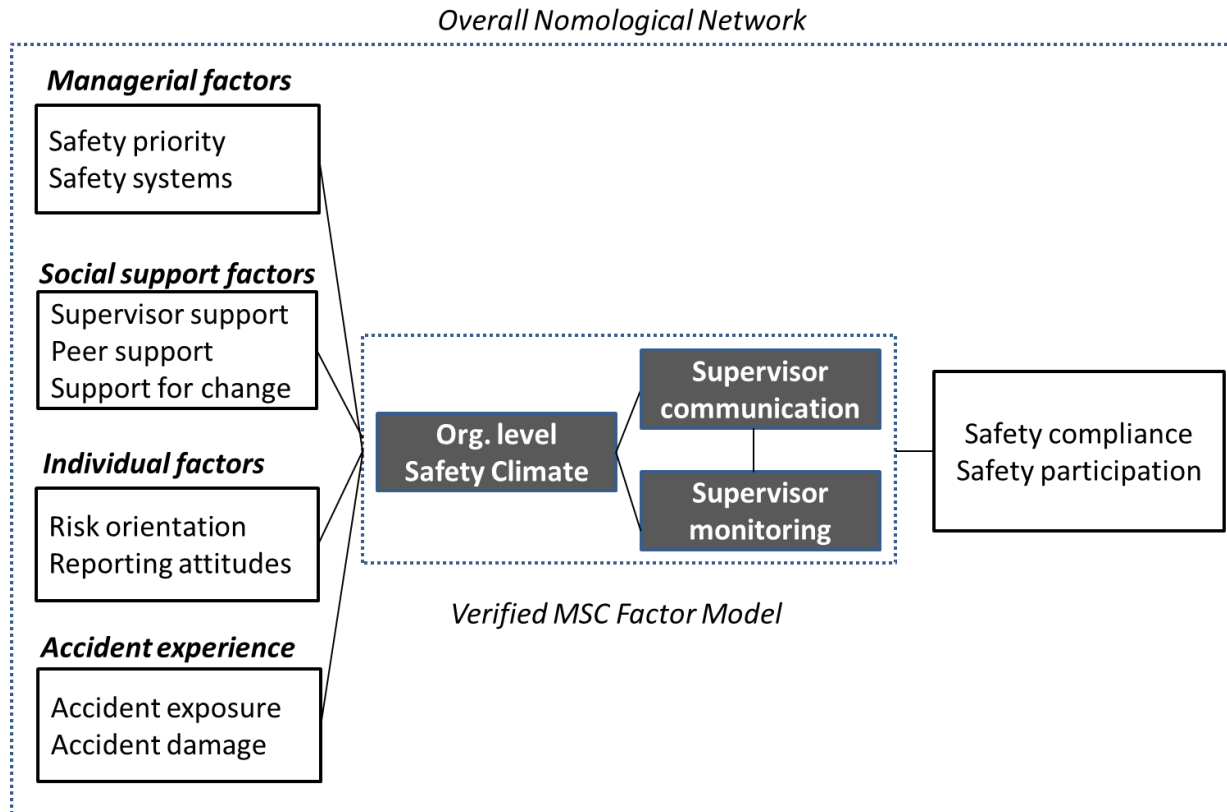 Overall Nomological Network
Managerial factors
Safety priority
Safety systems
Social support factors
Supervisor support
Peer support
Support for change
Individual factors
Risk orientation
Reporting attitudes
Accident experience
Accident exposure
Accident damage
Org. level
Safety Climate
Supervisor
communication
Supervisor
monitoring
Verified MSC Factor Model
Safety compliance
Safety participation